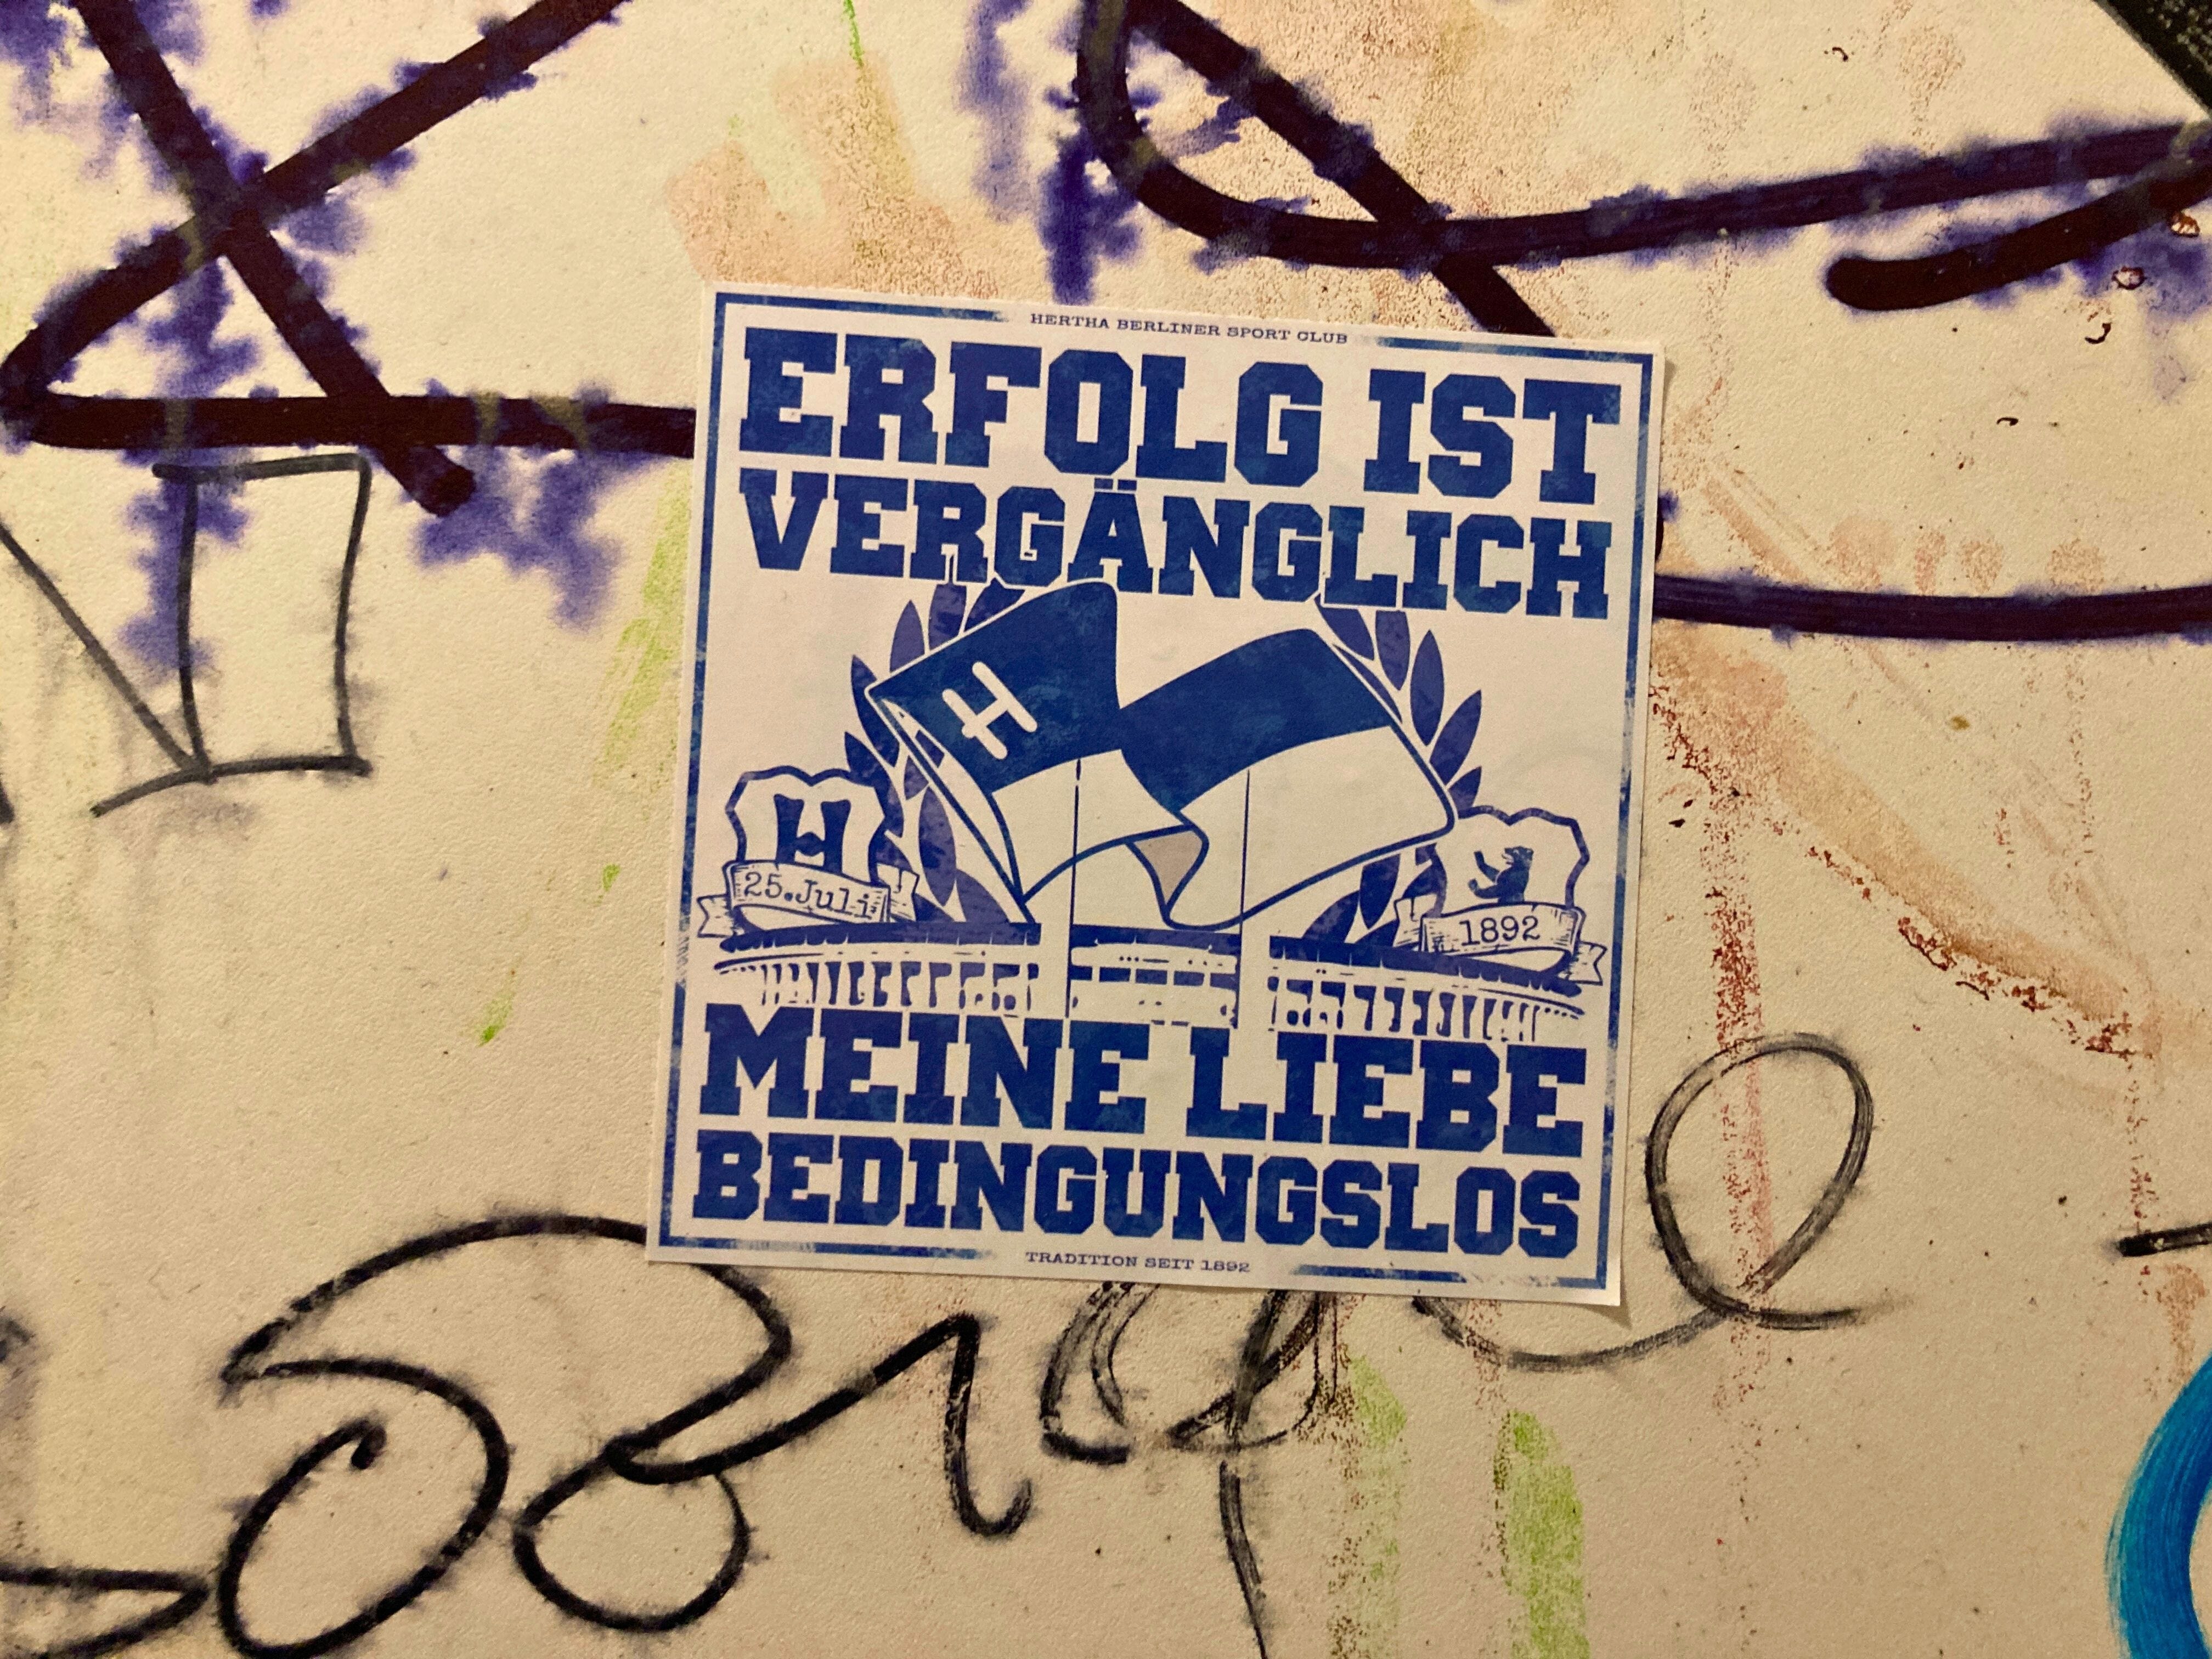 HERTHA BERLINER SPORT CLUB
ERFOLG IST
VERGÄNGLICH
H
H
25.Juli
1892
MEINE LIEBE
BEDINGUNGSLOS
TRADITION SEIT 1892